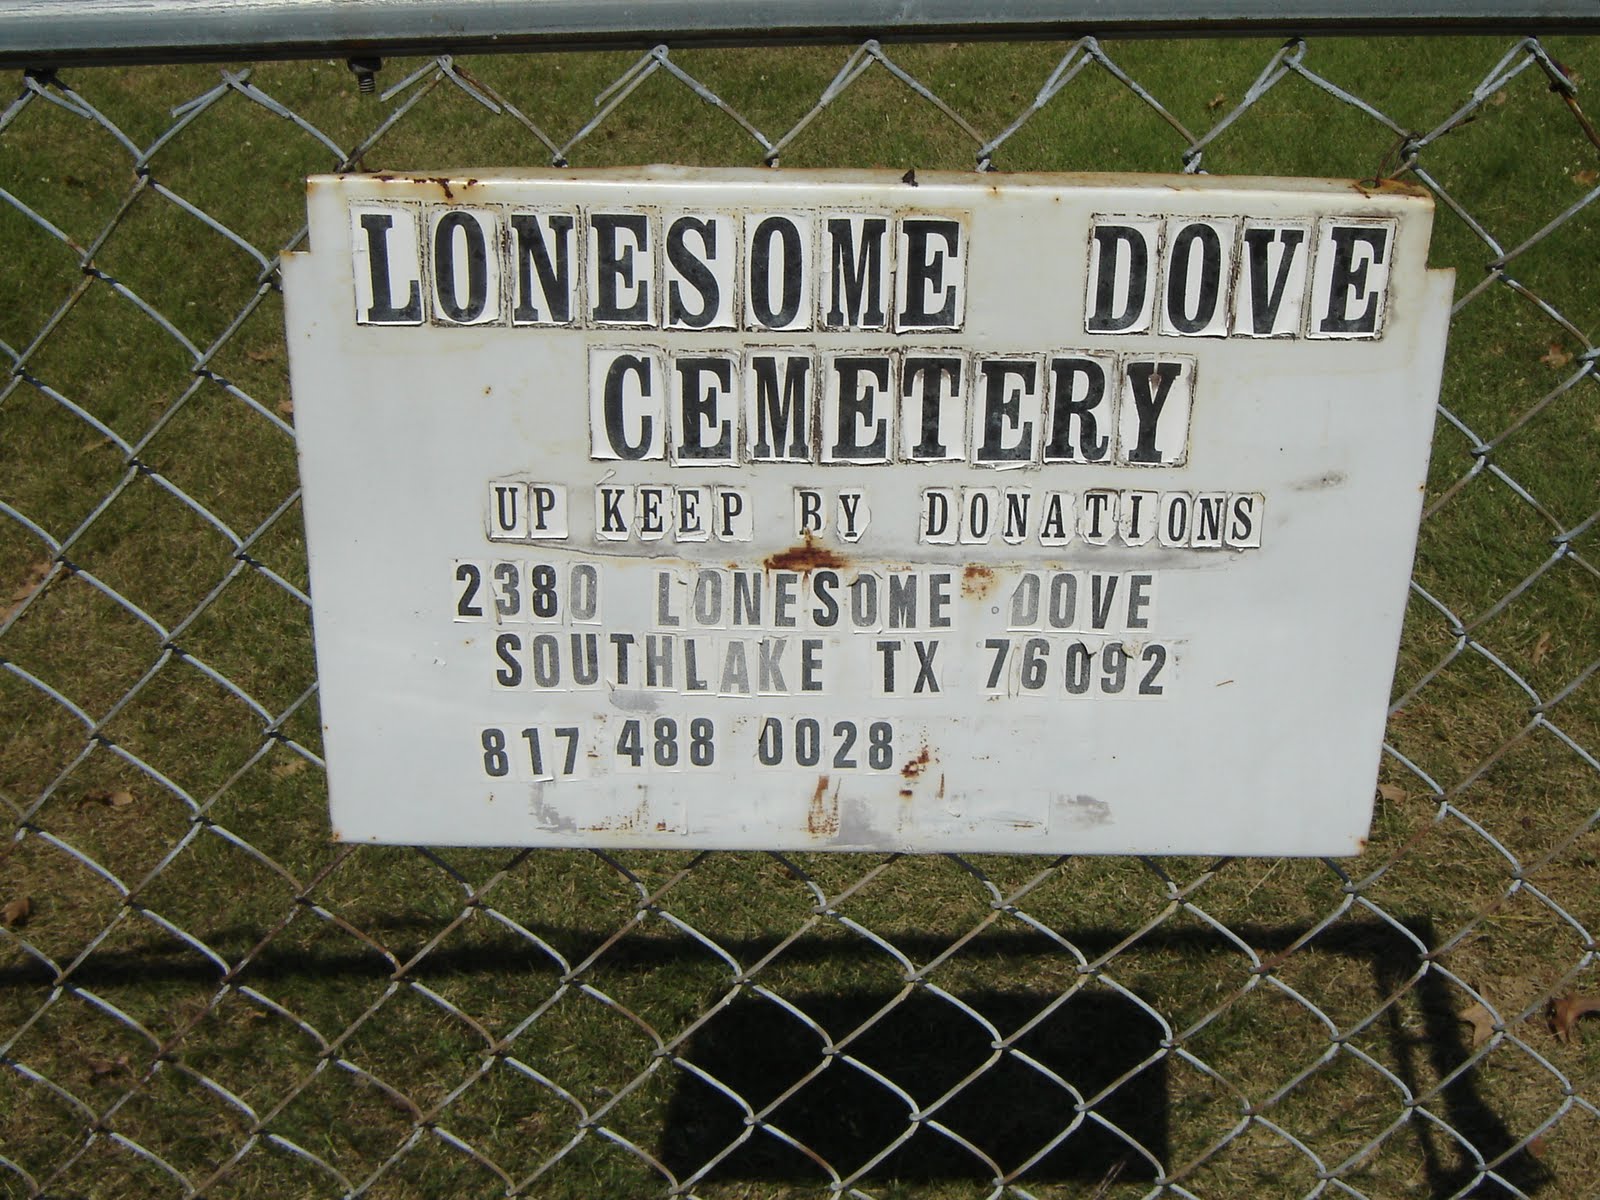 LONESOME DOVE
CEMETERY
UP KEEP BY DONATIONS
2380 LONESOME DOVE
SOUTHLAKE TX 76092
817 488 0028